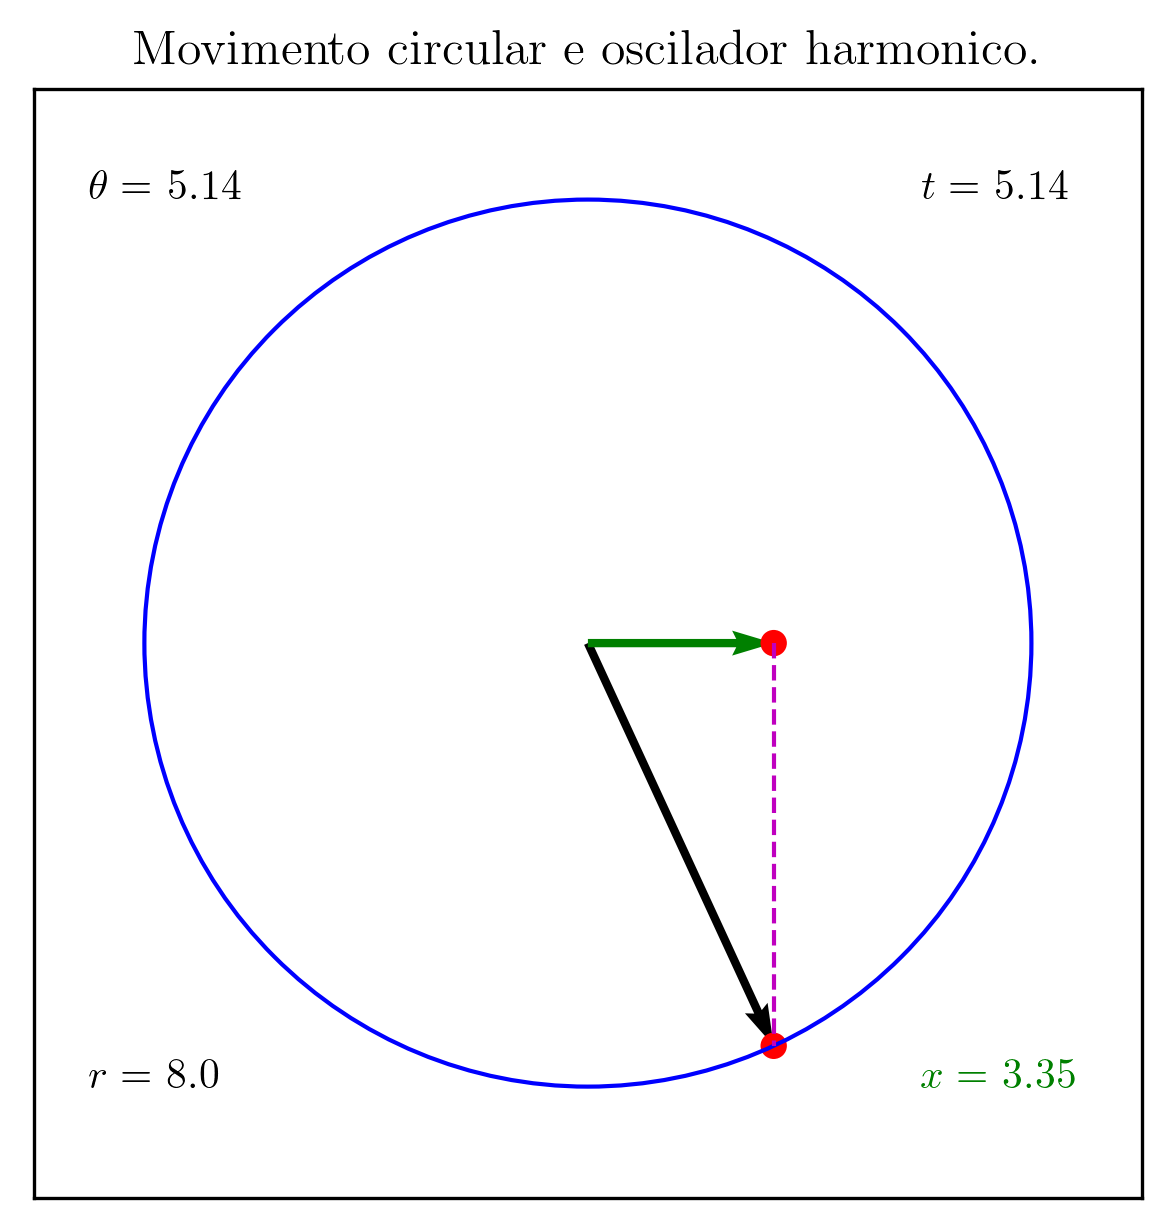 Movimento circular e oscilador harmonico.
θ = 5.14
t = 5.14
r = 8.0
x = 3.35